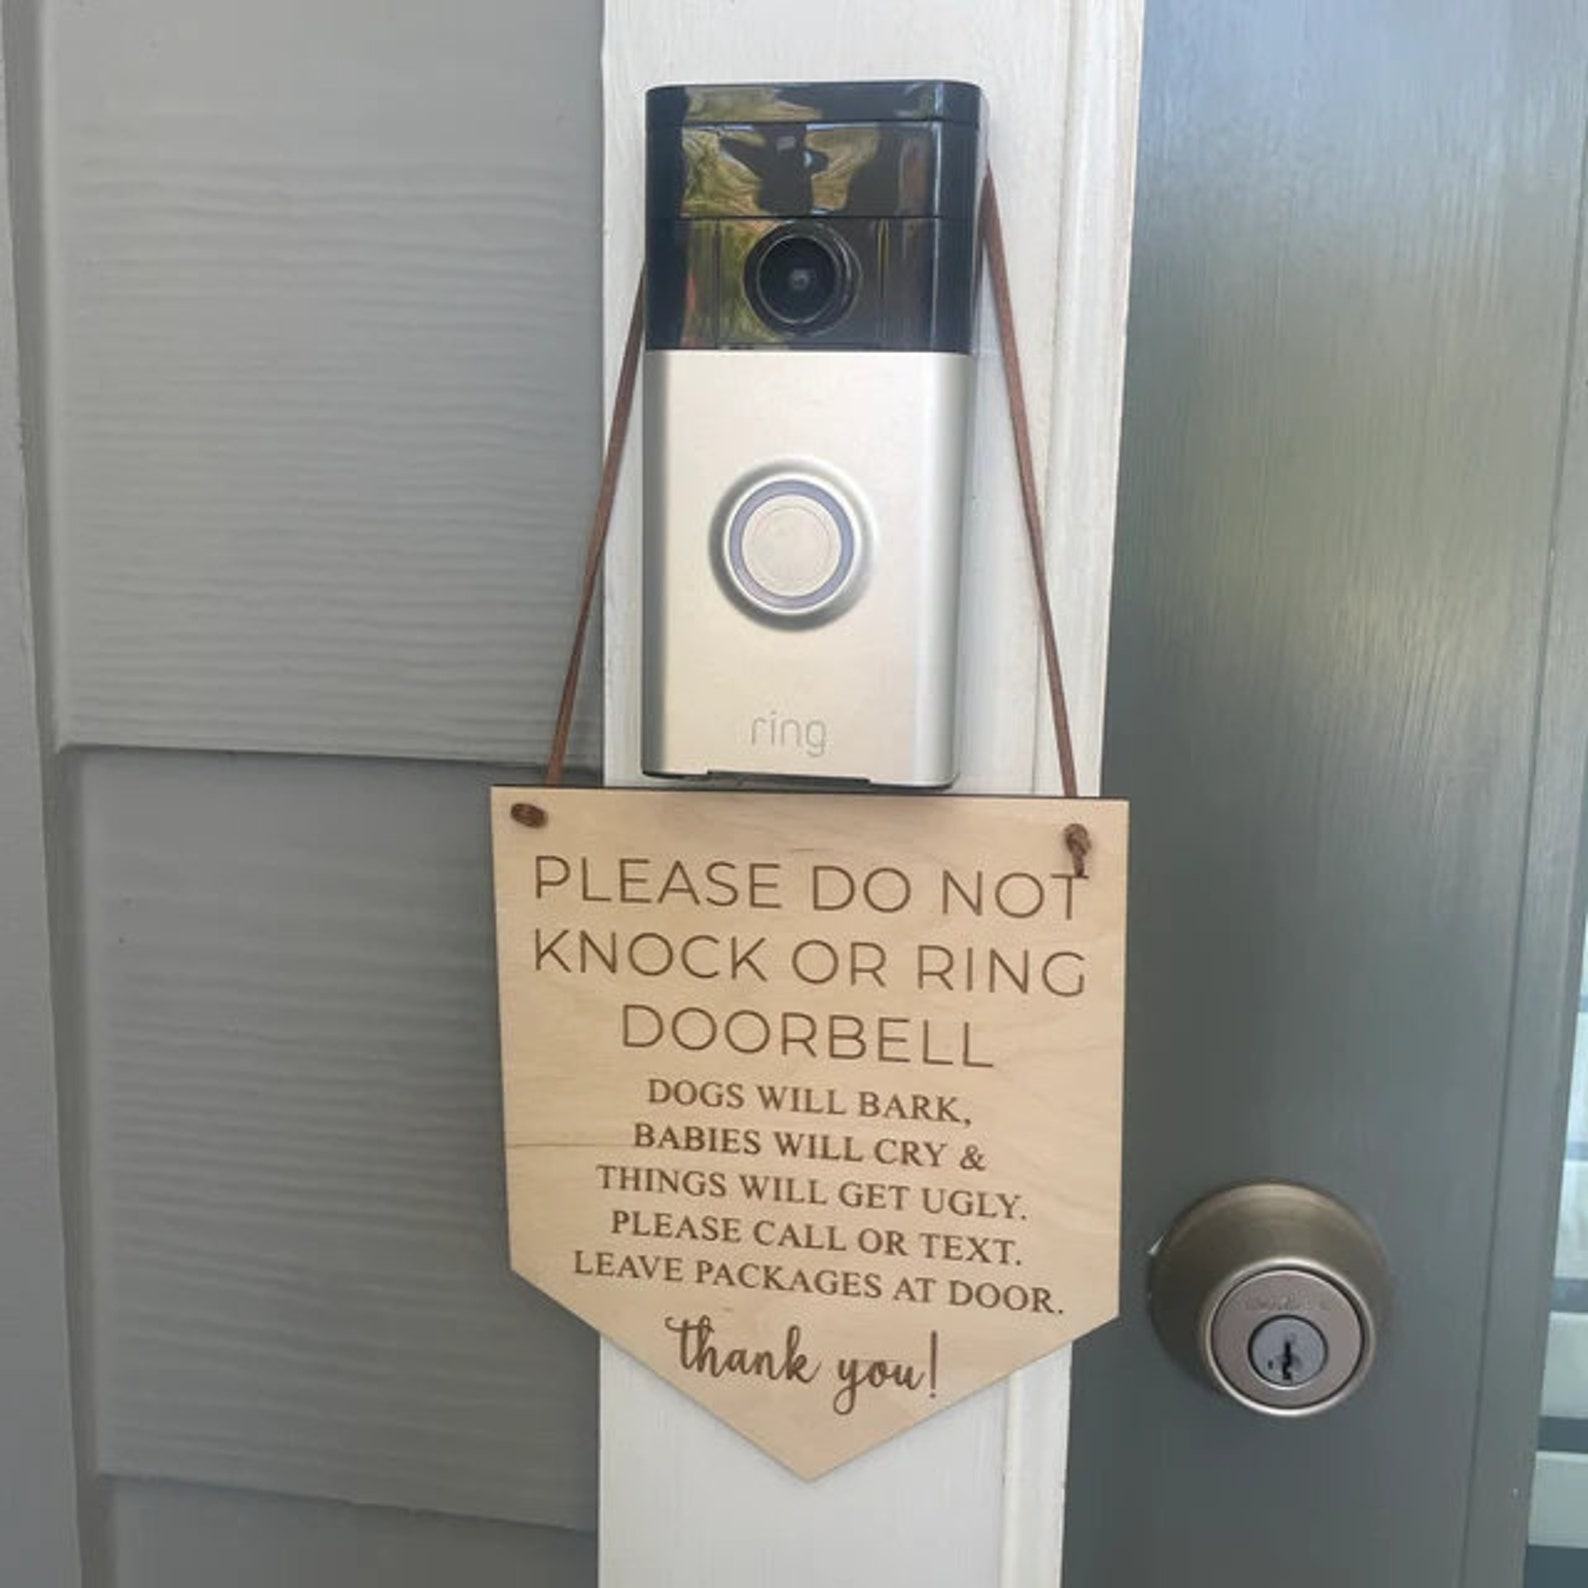 ring
PLEASE DO NOT
KNOCK OR RING
DOORBELL
DOGS WILL BARK,
BABIES WILL CRY &
THINGS WILL GET UGLY.
PLEASE CALL OR TEXT.
LEAVE PACKAGES AT DOOR.
thank you!